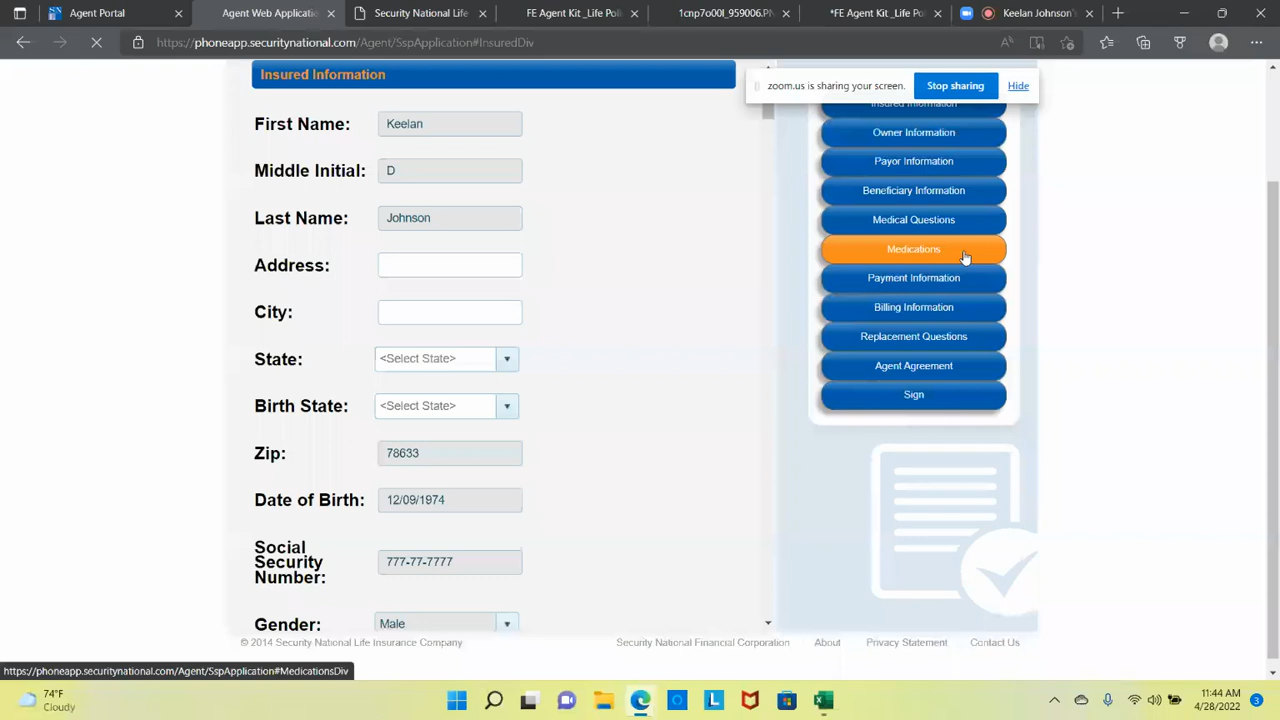 Agent Portal
Agent Web Applicatio
Security National Life
FE Agent Kit _Life Poli
1cnp7o00l_959506.PN
*FE Agent Kit _Life Pol
Keelan Johnson's
https://phoneapp.securitynational.com/Agent/SspApplication#InsuredDiv
Insured Information
zoom.us is sharing your screen.
Stop sharing
Hide
First Name:
Keelan
Middle Initial:
D
Last Name:
Johnson
Address:
City:
State:
<Select State>
Birth State:
<Select State>
Zip:
78633
Date of Birth:
12/09/1974
Social
Security
Number:
777-77-7777
Gender:
Male
Insured Information
Owner Information
Payor Information
Beneficiary Information
Medical Questions
Medications
Payment Information
Billing Information
Replacement Questions
Agent Agreement
Sign
© 2014 Security National Life Insurance Company
Security National Financial Corporation
About
Privacy Statement
Contact Us
https://phoneapp.securitynational.com/Agent/SspApplication#MedicationsDiv
74°F
Cloudy
11:44 AM
4/28/2022
3